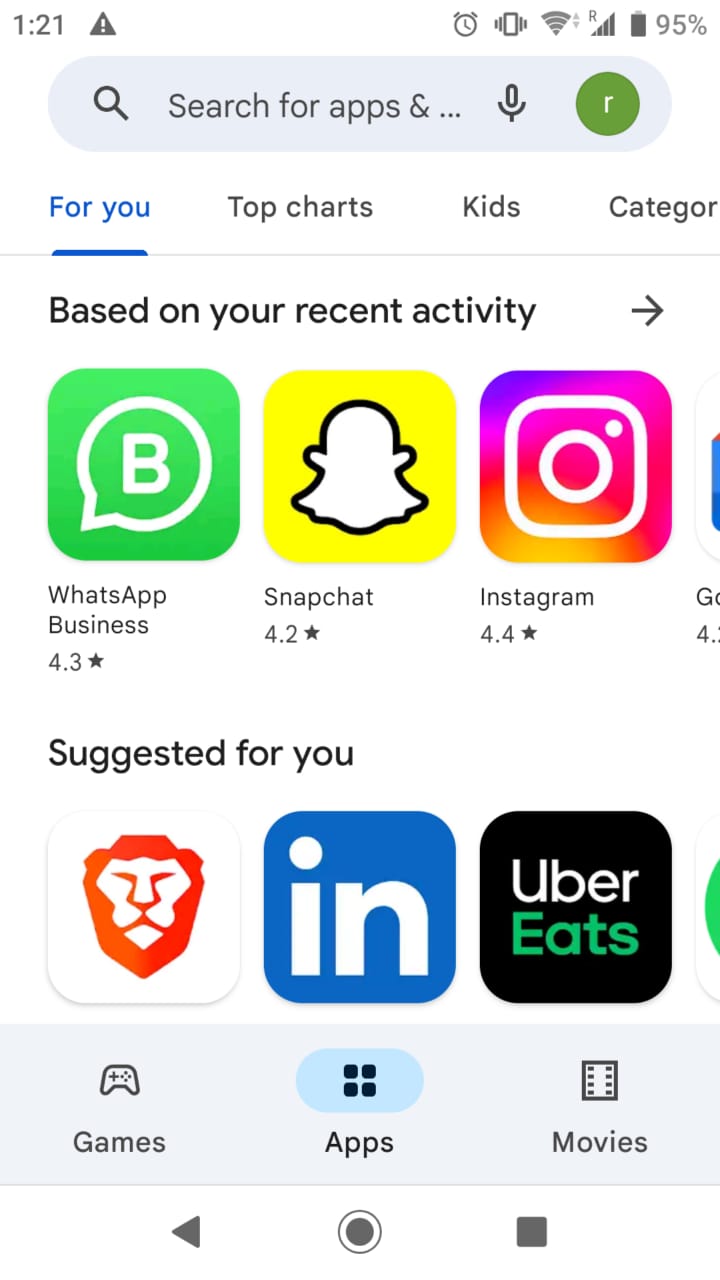 1:21
R
95%
Search for apps & ...
r
For you
Top charts
Kids
Categor
Based on your recent activity
B
WhatsApp
Business
4.3 ★
Snapchat
4.2 ★
Instagram
4.4 ★
Go
4.
Suggested for you
in
Uber
Eats
Games
Apps
Movies